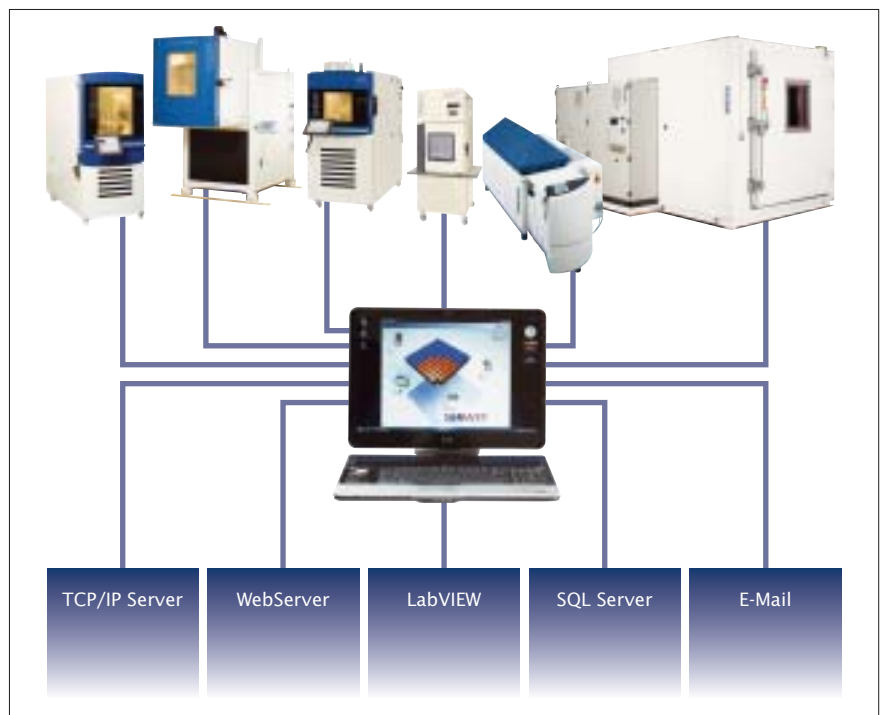 TCP/IP Server
WebServer
LabVIEW
SQL Server
E-Mail